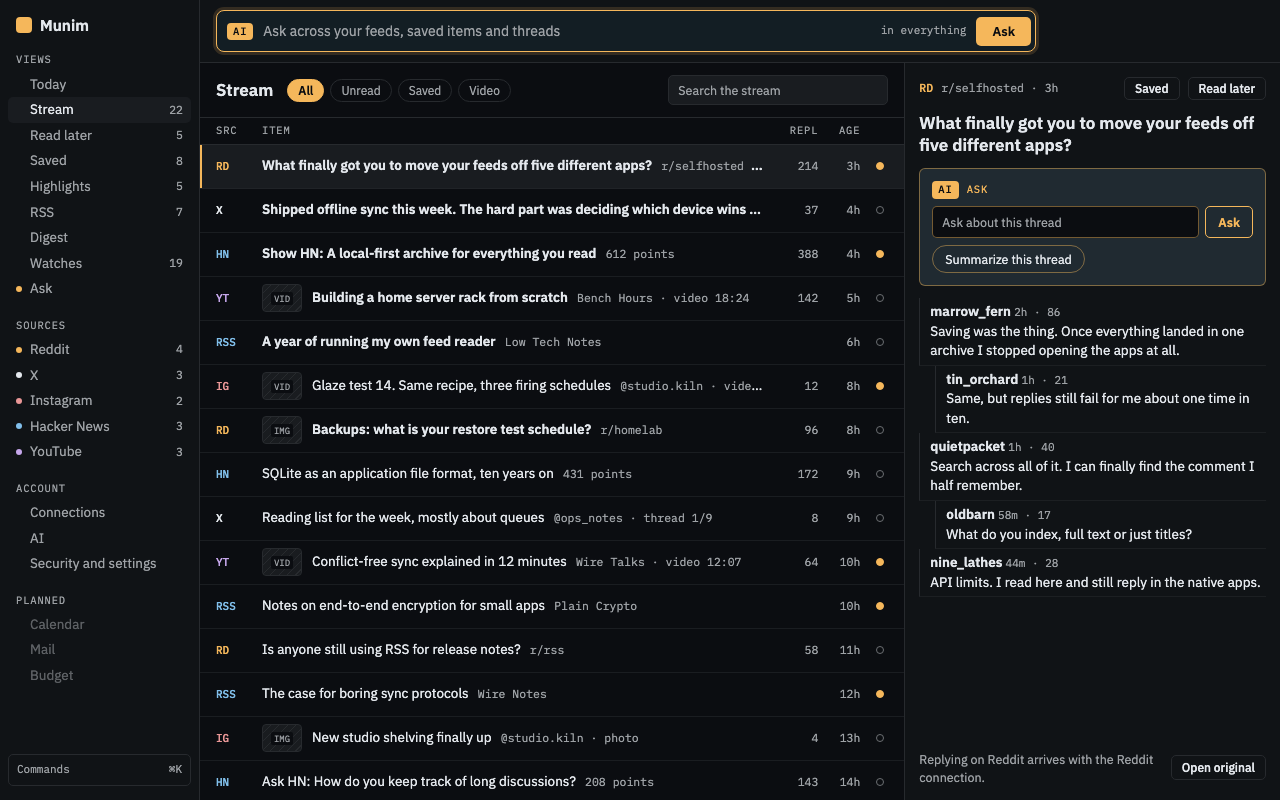 Munim
VIEWS
Today
Stream 22
Read later 5
Saved 8
Highlights 5
RSS 7
Digest
Watches 19
Ask
SOURCES
Reddit 4
X 3
Instagram 2
Hacker News 3
YouTube 3
ACCOUNT
Connections
AI
Security and settings
PLANNED
Calendar
Mail
Budget
Commands ⌘K
AI Ask across your feeds, saved items and threads in everything Ask
Stream All Unread Saved Video Search the stream
SRC ITEM REPL AGE
RD What finally got you to move your feeds off five different apps? r/selfhosted ... 214 3h
X Shipped offline sync this week. The hard part was deciding which device wins ... 37 4h
HN Show HN: A local-first archive for everything you read 612 points 388 4h
YT VID Building a home server rack from scratch Bench Hours · video 18:24 142 5h
RSS A year of running my own feed reader Low Tech Notes 6h
IG VID Glaze test 14. Same recipe, three firing schedules @studio.kiln · vide... 12 8h
RD IMG Backups: what is your restore test schedule? r/homelab 96 8h
HN SQLite as an application file format, ten years on 431 points 172 9h
X Reading list for the week, mostly about queues @ops_notes · thread 1/9 8 9h
YT VID Conflict-free sync explained in 12 minutes Wire Talks · video 12:07 64 10h
RSS Notes on end-to-end encryption for small apps Plain Crypto 10h
RD Is anyone still using RSS for release notes? r/rss 58 11h
RSS The case for boring sync protocols Wire Notes 12h
IG IMG New studio shelving finally up @studio.kiln · photo 4 13h
HN Ask HN: How do you keep track of long discussions? 208 points 143 14h
RD r/selfhosted · 3h Saved Read later
What finally got you to move your feeds off
five different apps?
AI ASK
Ask about this thread Ask
Summarize this thread
marrow_fern 2h · 86
Saving was the thing. Once everything landed in one
archive I stopped opening the apps at all.
tin_orchard 1h · 21
Same, but replies still fail for me about one time in
ten.
quietpacket 1h · 40
Search across all of it. I can finally find the comment I
half remember.
oldbarn 58m · 17
What do you index, full text or just titles?
nine_lathes 44m · 28
API limits. I read here and still reply in the native apps.
Replying on Reddit arrives with the Reddit
connection.
Open original